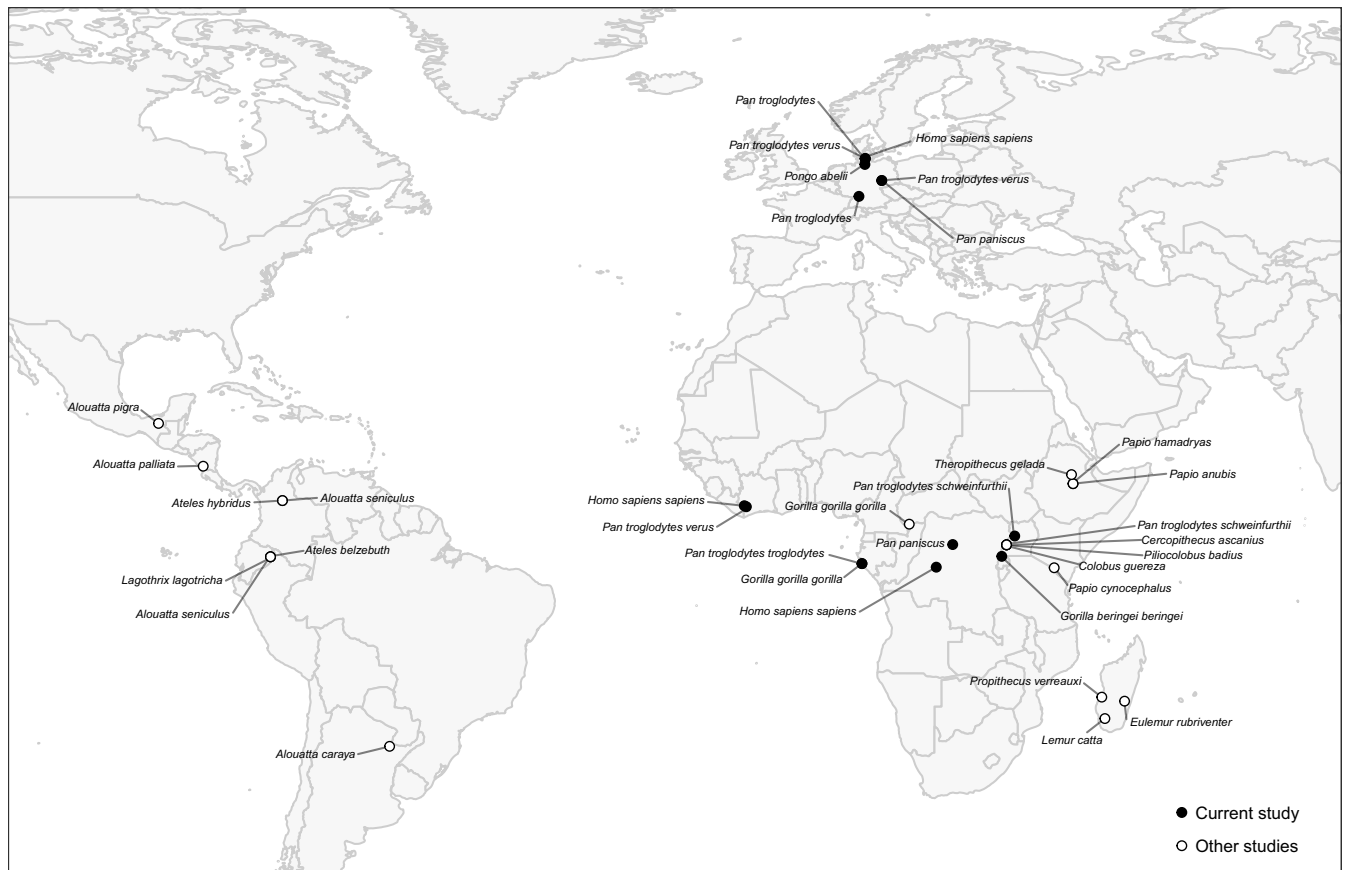 Pan troglodytes
Homo sapiens sapiens
Pan troglodytes verus
Pongo abelii
Pan troglodytes verus
Pan troglodytes
Pan paniscus
Alouatta pigra
Alouatta palliata
Ateles hybridus
Alouatta seniculus
Ateles belzebuth
Lagothrix lagotricha
Alouatta seniculus
Alouatta caraya
Papio hamadryas
Theropithecus gelada
Papio anubis
Pan troglodytes schweinfurthii
Homo sapiens sapiens
Gorilla gorilla gorilla
Pan troglodytes verus
Pan troglodytes schweinfurthii
Cercopithecus ascanius
Pan paniscus
Piliocolobus badius
Pan troglodytes troglodytes
Colobus guereza
Gorilla gorilla gorilla
Papio cynocephalus
Homo sapiens sapiens
Gorilla beringei beringei
Propithecus verreauxi
Eulemur rubriventer
Lemur catta
Current study
Other studies